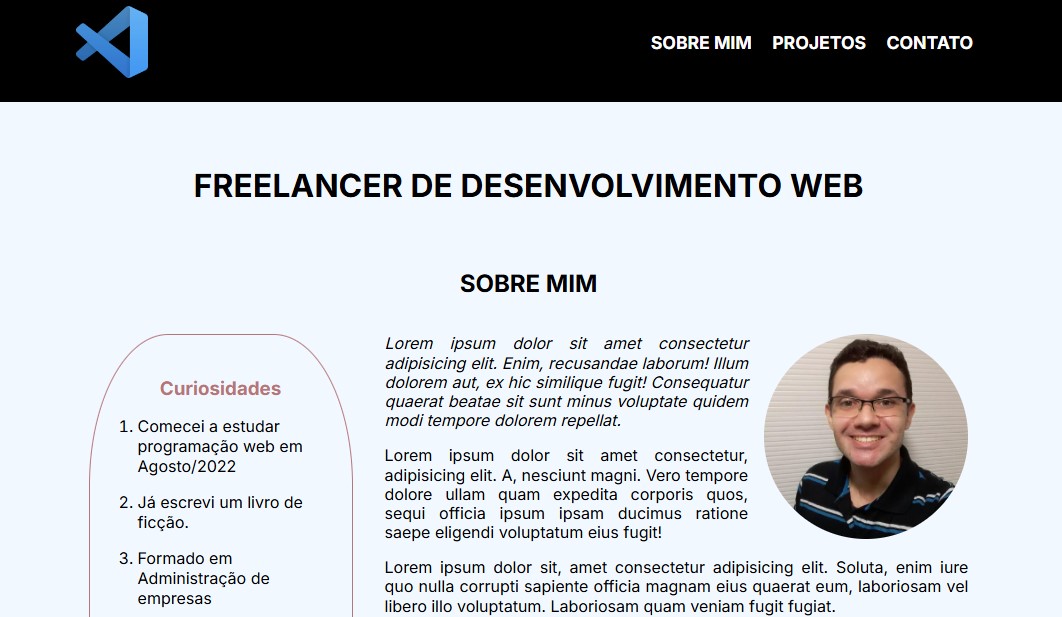 SOBRE MIM PROJETOS CONTATO
FREELANCER DE DESENVOLVIMENTO WEB
SOBRE MIM
Curiosidades
1. Comecei a estudar
programação web em
Agosto/2022
2. Já escrevi um livro de
ficção.
3. Formado em
Administração de
empresas
Lorem ipsum dolor sit amet consectetur
adipisicing elit. Enim, recusandae laborum! Illum
dolorem aut, ex hic similique fugit! Consequatur
quaerat beatae sit sunt minus voluptate quidem
modi tempore dolorem repellat.
Lorem ipsum dolor sit amet consectetur,
adipisicing elit. A, nesciunt magni. Vero tempore
dolore ullam quam expedita corporis quos,
sequi officia ipsum ipsam ducimus ratione
saepe eligendi voluptatum eius fugit!
Lorem ipsum dolor sit, amet consectetur adipisicing elit. Soluta, enim iure
quo nulla corrupti sapiente officia magnam eius quaerat eum, laboriosam vel
libero illo voluptatum. Laboriosam quam veniam fugit fugiat.